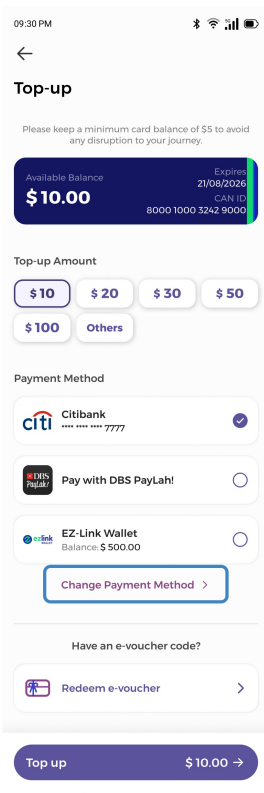 09:30 PM
Top-up
Please keep a minimum card balance of $5 to avoid
any disruption to your journey.
Available Balance
$ 10.00
Expires
21/08/2026
CAN ID
8000 1000 3242 9000
Top-up Amount
$ 10
$ 20
$ 30
$ 50
$ 100
Others
Payment Method
citi
Citibank
•••• •••• •••• 7777
DBS
PayLah!
Pay with DBS PayLah!
ezlink
WALLET
EZ-Link Wallet
Balance: $ 500.00
Change Payment Method >
Have an e-voucher code?
Redeem e-voucher >
Top up
$ 10.00 →